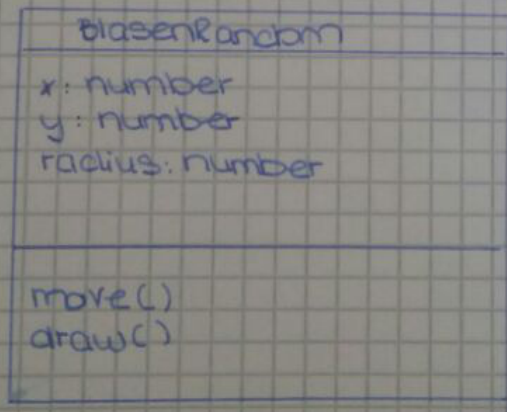 BlasenRandom
x: number
y: number
radius: number
move()
draw()